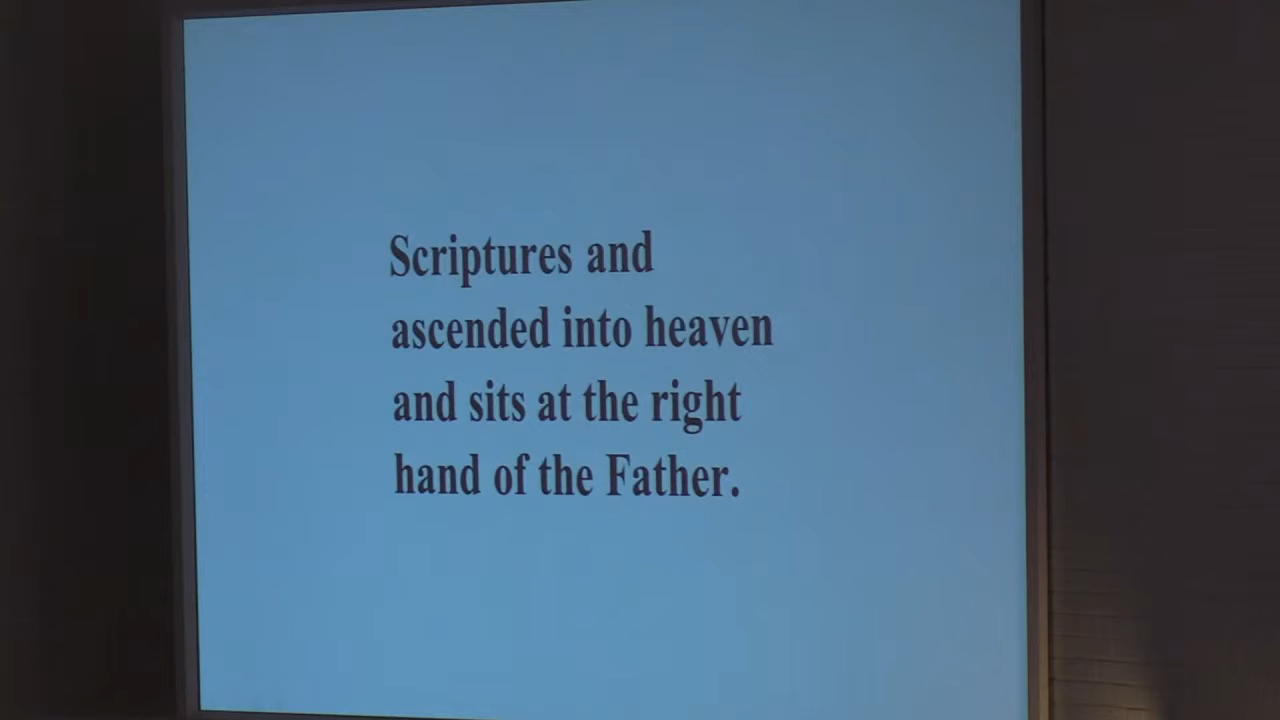 Scriptures and
ascended into heaven
and sits at the right
hand of the Father.